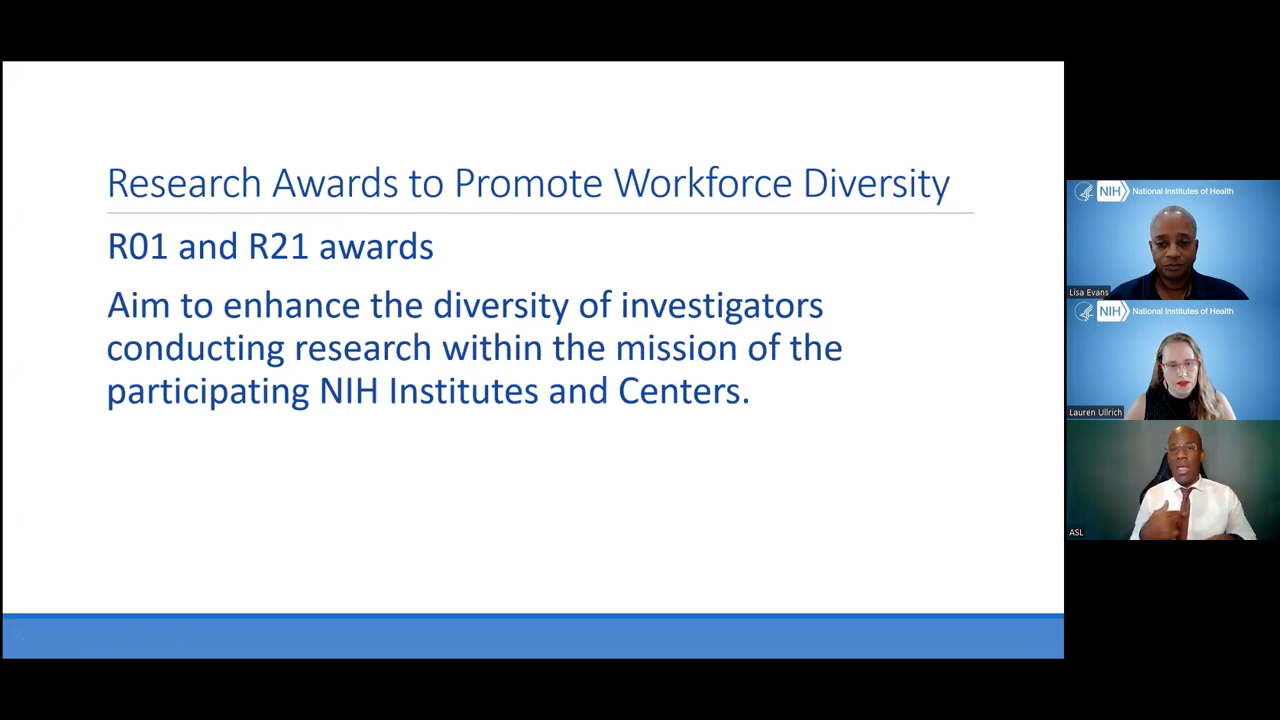 Research Awards to Promote Workforce Diversity
R01 and R21 awards
Aim to enhance the diversity of investigators
conducting research within the mission of the
participating NIH Institutes and Centers.
NIH National Institutes of Health
Lisa Evans
NIH National Institutes of Health
Lauren Ullrich
ASL